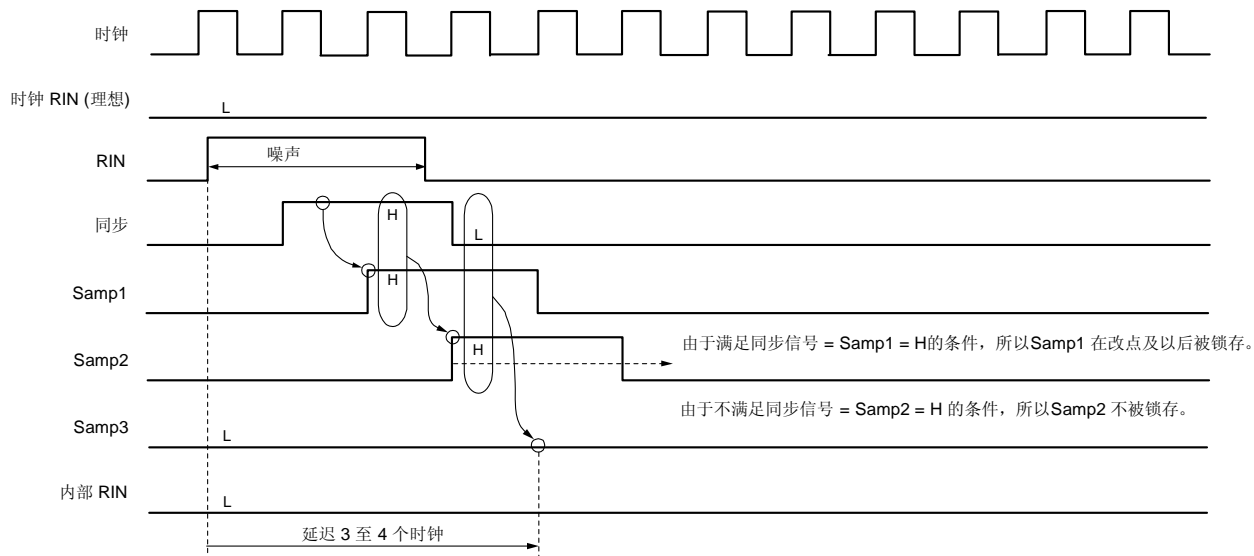 时钟
时钟 RIN (理想)
L
RIN
噪声
同步
H
L
Samp1
H
Samp2
H
由于满足同步信号 = Samp1 = H的条件，所以Samp1 在改点及以后被锁存。
由于不满足同步信号 = Samp2 = H 的条件，所以Samp2 不被锁存。
Samp3
L
内部 RIN
L
延迟 3 至 4 个时钟